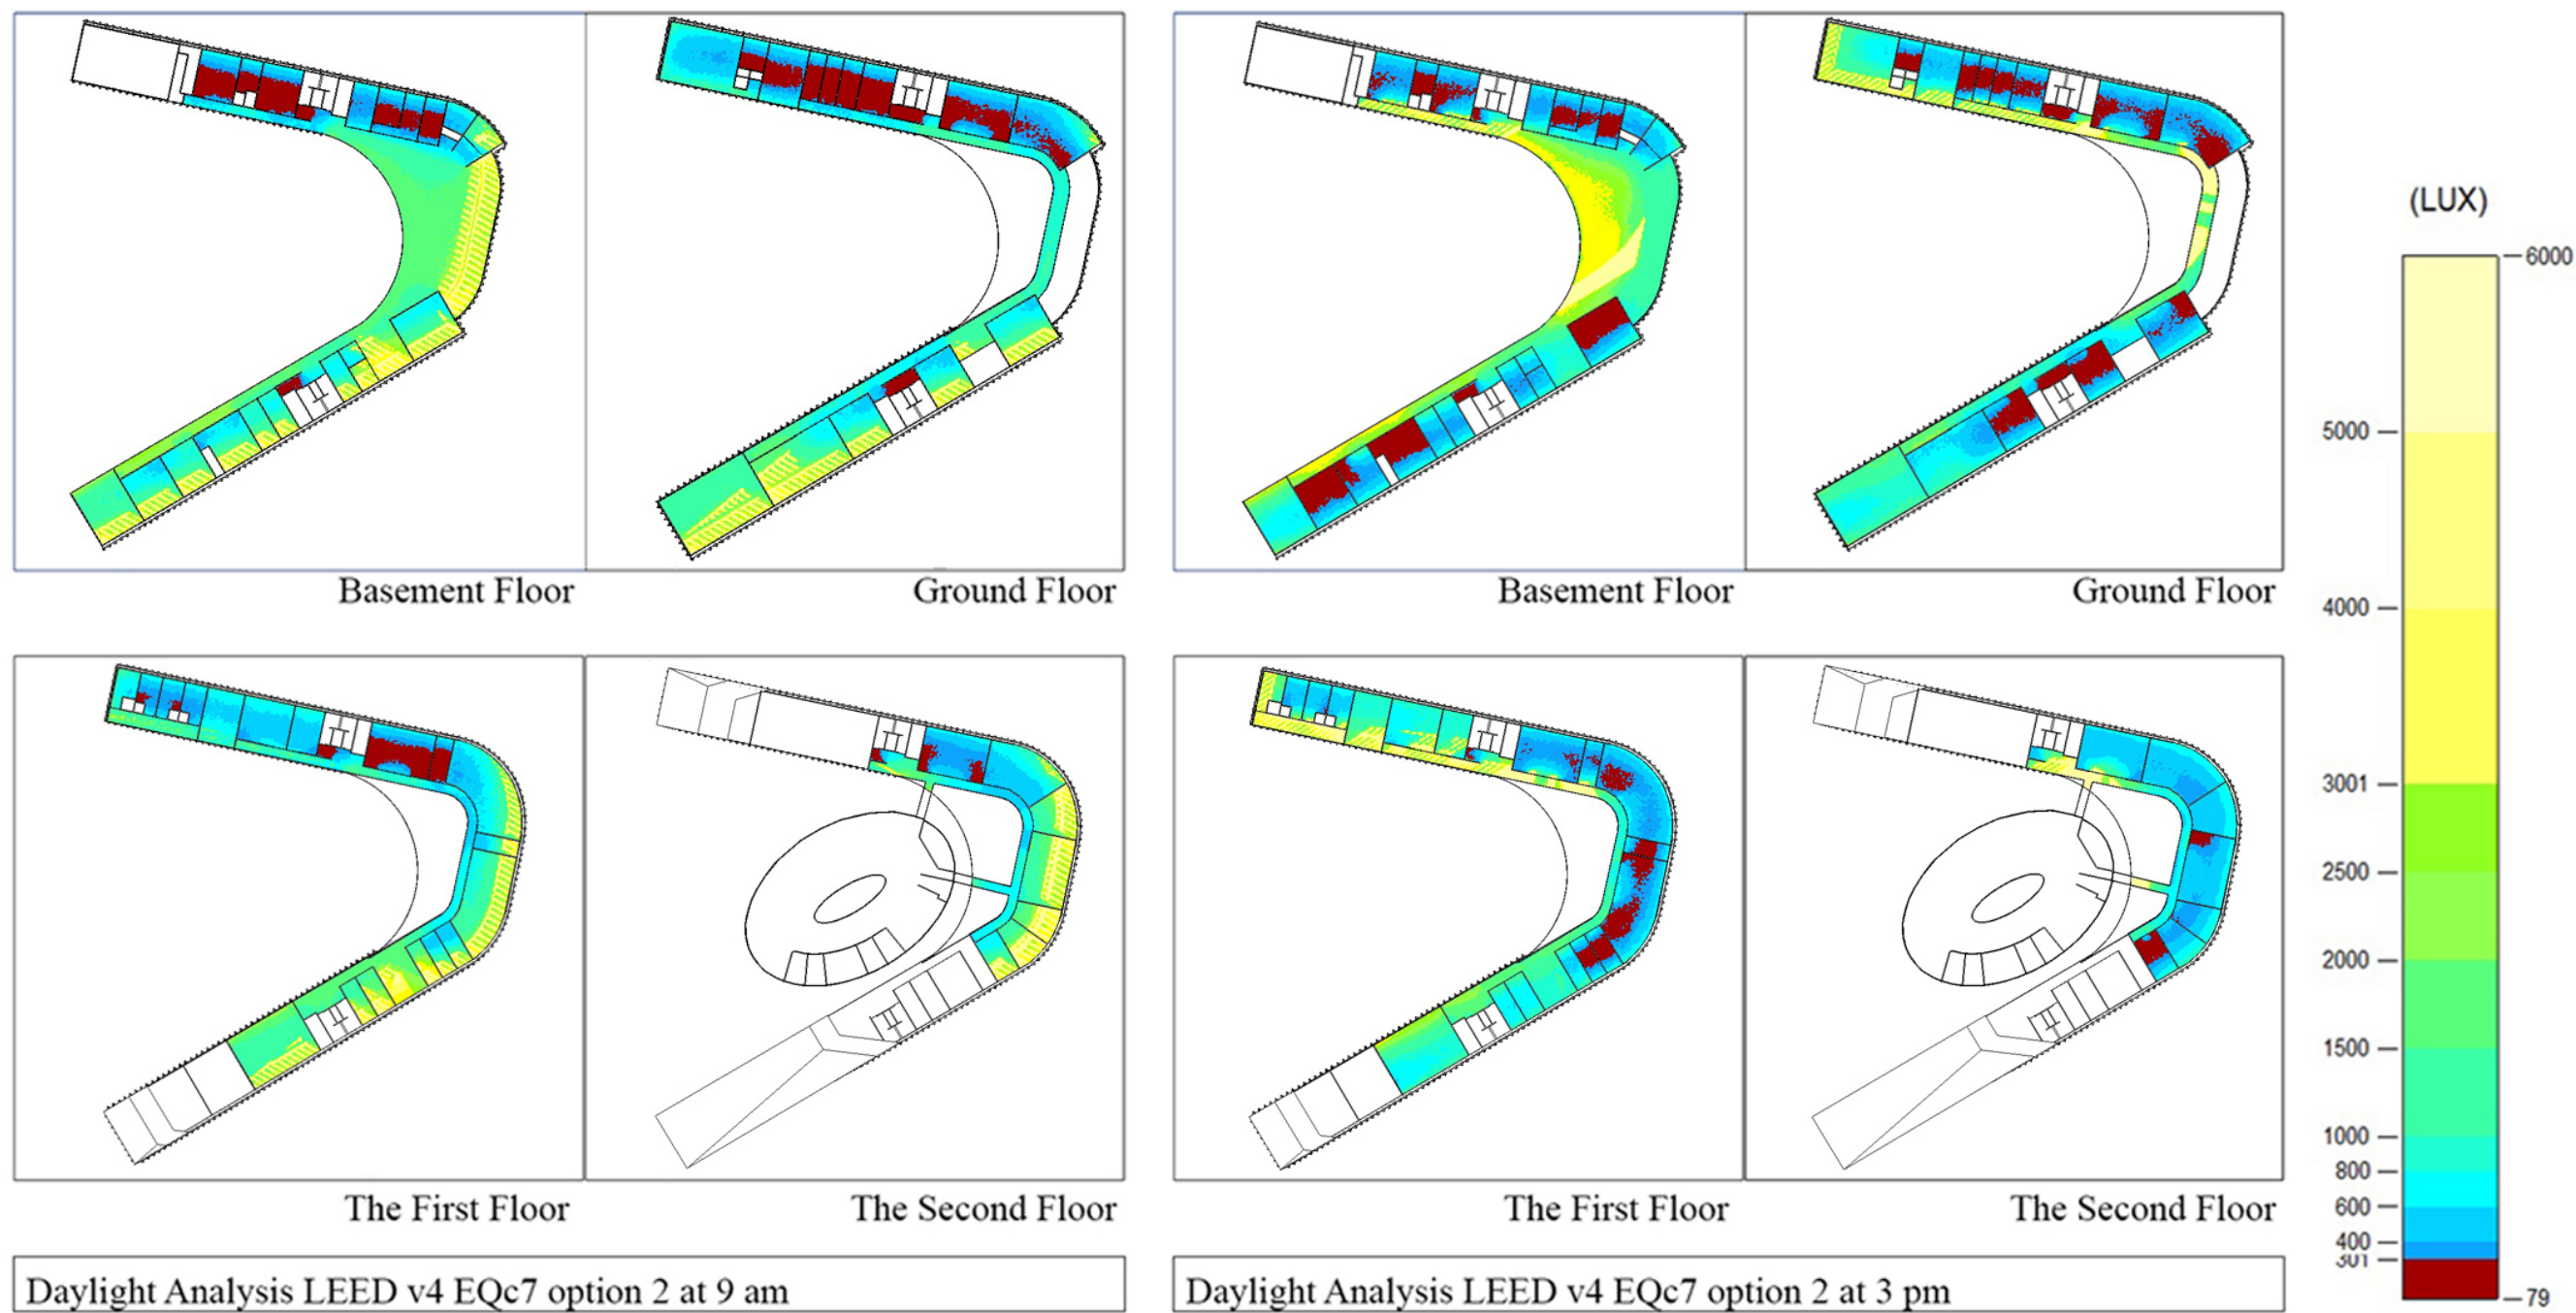 Basement Floor
Ground Floor
Basement Floor
Ground Floor
The First Floor
The Second Floor
The First Floor
The Second Floor
Daylight Analysis LEED v4 EQc7 option 2 at 9 am
Daylight Analysis LEED v4 EQc7 option 2 at 3 pm
(LUX)
6000
5000
4000
3001
2500
2000
1500
1000
800
600
400
301
79